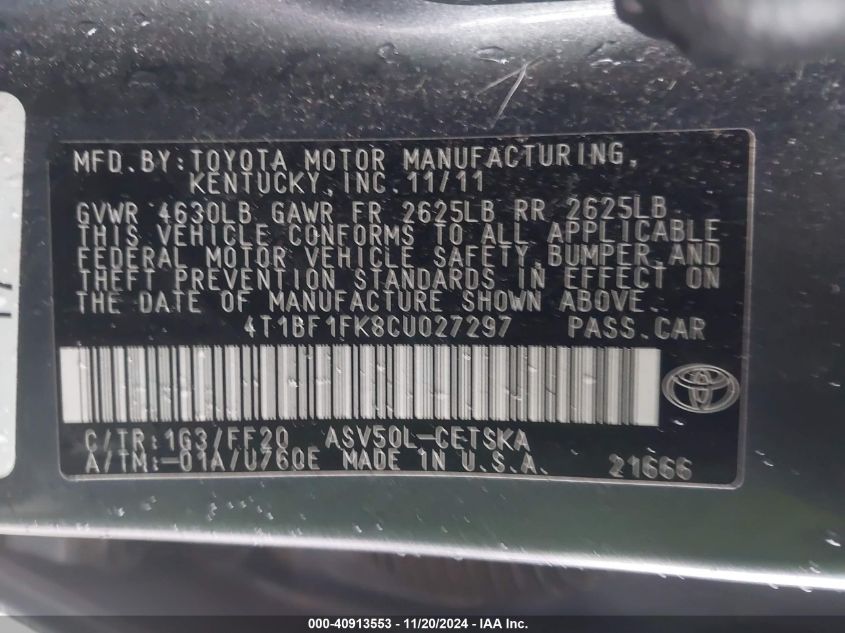 MFD. BY: TOYOTA MOTOR MANUFACTURING,
KENTUCKY, INC. 11/11
GVWR 4630LB GAWR FR 2625LB RR 2625LB
THIS VEHICLE CONFORMS TO ALL APPLICABLE
FEDERAL MOTOR VEHICLE SAFETY, BUMPER, AND
THEFT PREVENTION STANDARDS IN EFFECT ON
THE DATE OF MANUFACTURE SHOWN ABOVE.
4T1BF1FK8CU027297 PASS.CAR
C/TR: 1G3/FF20 ASV50L-CETSKA
A/TM:-01A/U760E MADE IN U.S.A. 21666
000-40913553 - 11/20/2024 - IAA Inc.